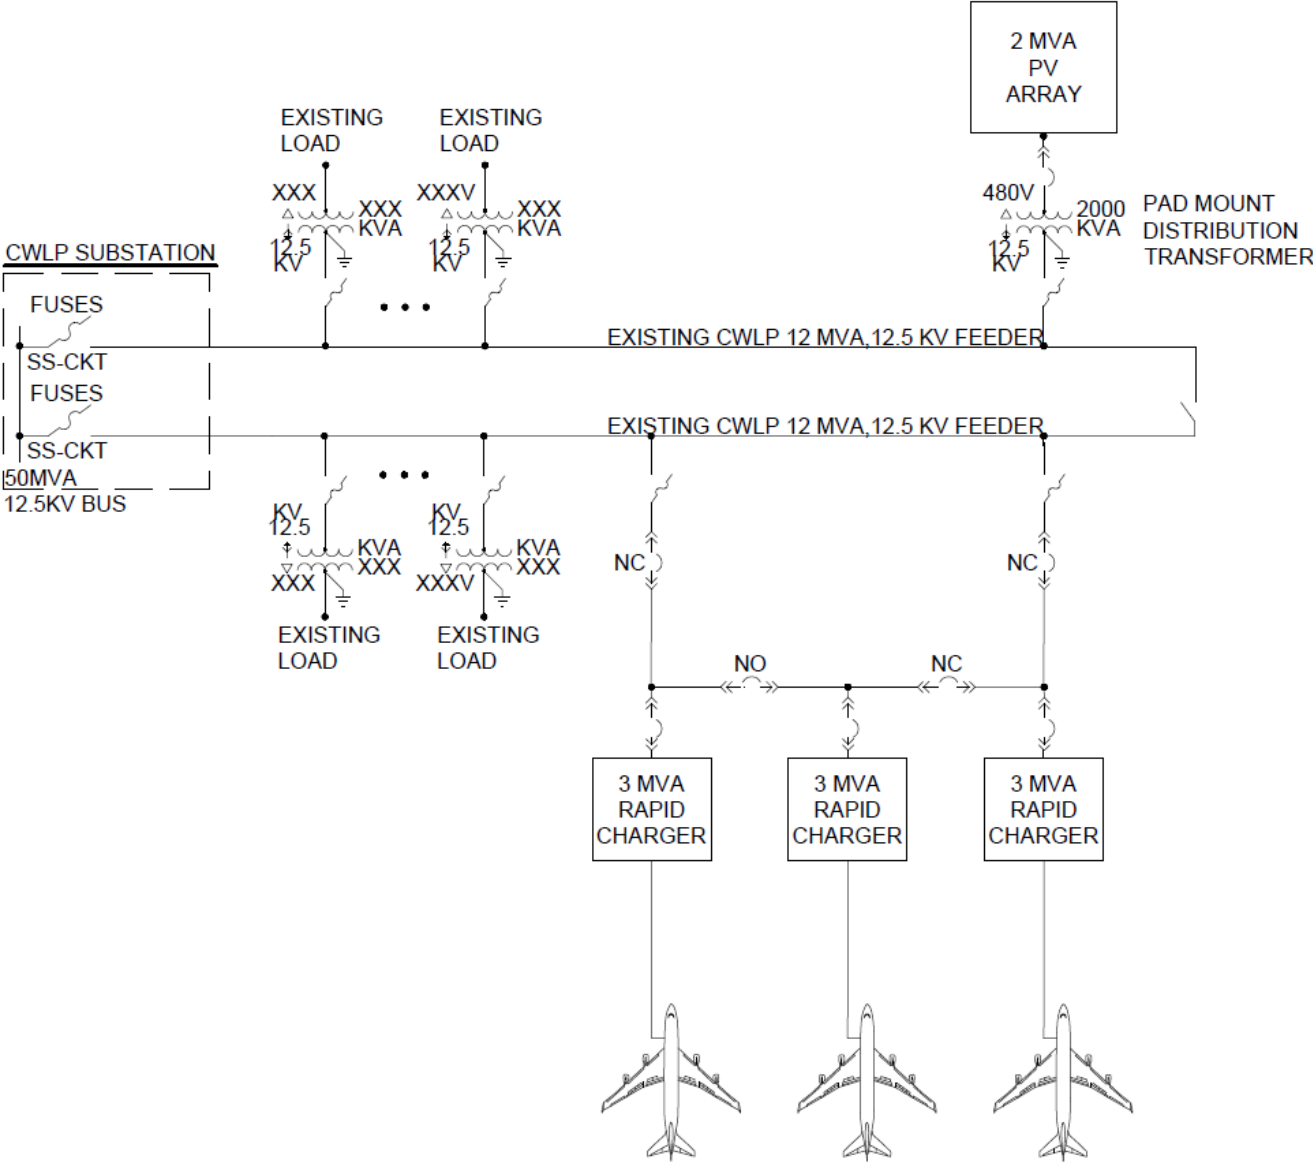 2 MVA
PV
ARRAY
EXISTING
LOAD
EXISTING
LOAD
XXX
XXX
KVA
12.5
KV
XXXV
XXX
KVA
12.5
KV
480V
2000
KVA
12.5
KV
PAD MOUNT
DISTRIBUTION
TRANSFORMER
CWLP SUBSTATION
FUSES
SS-CKT
FUSES
SS-CKT
50MVA
12.5KV BUS
EXISTING CWLP 12 MVA,12.5 KV FEEDER
EXISTING CWLP 12 MVA,12.5 KV FEEDER
KV
12.5
KVA
XXX
XXX
KV
12.5
KVA
XXX
XXXV
EXISTING
LOAD
EXISTING
LOAD
NC
NC
NO
NC
3 MVA
RAPID
CHARGER
3 MVA
RAPID
CHARGER
3 MVA
RAPID
CHARGER